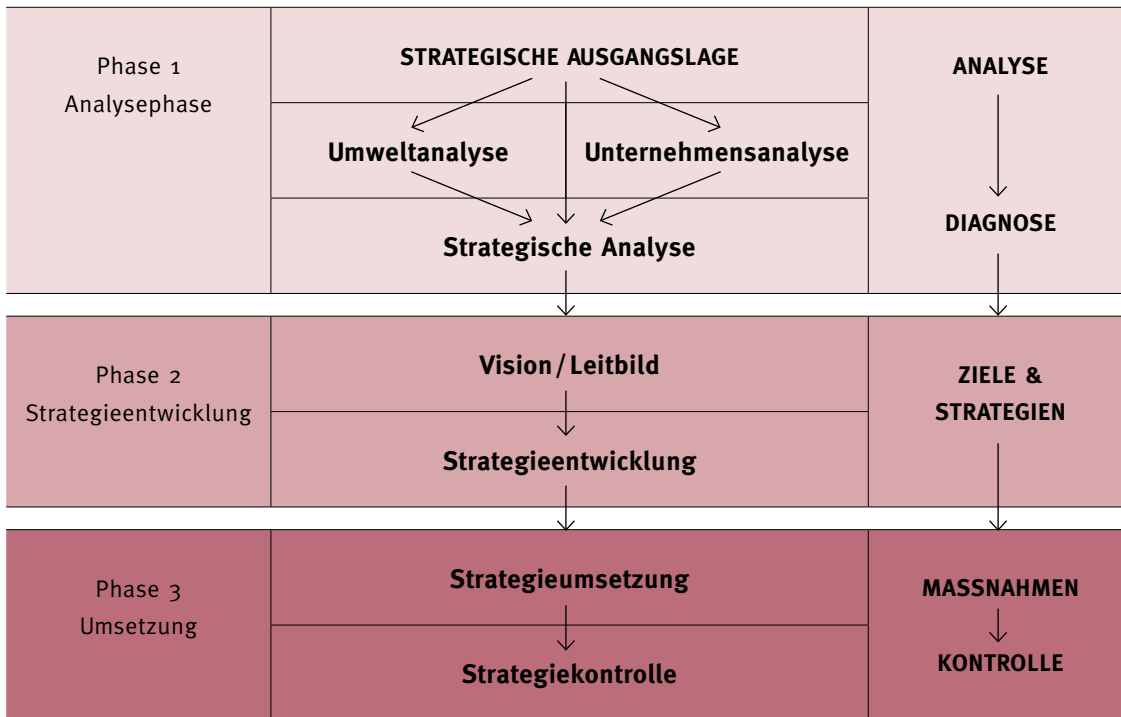 Phase 1
Analysephase
STRATEGISCHE AUSGANGSLAGE
Umweltanalyse
Unternehmensanalyse
Strategische Analyse
ANALYSE
DIAGNOSE
Phase 2
Strategieentwicklung
Vision / Leitbild
Strategieentwicklung
ZIELE &
STRATEGIEN
Phase 3
Umsetzung
Strategieumsetzung
Strategiekontrolle
MASSNAHMEN
KONTROLLE